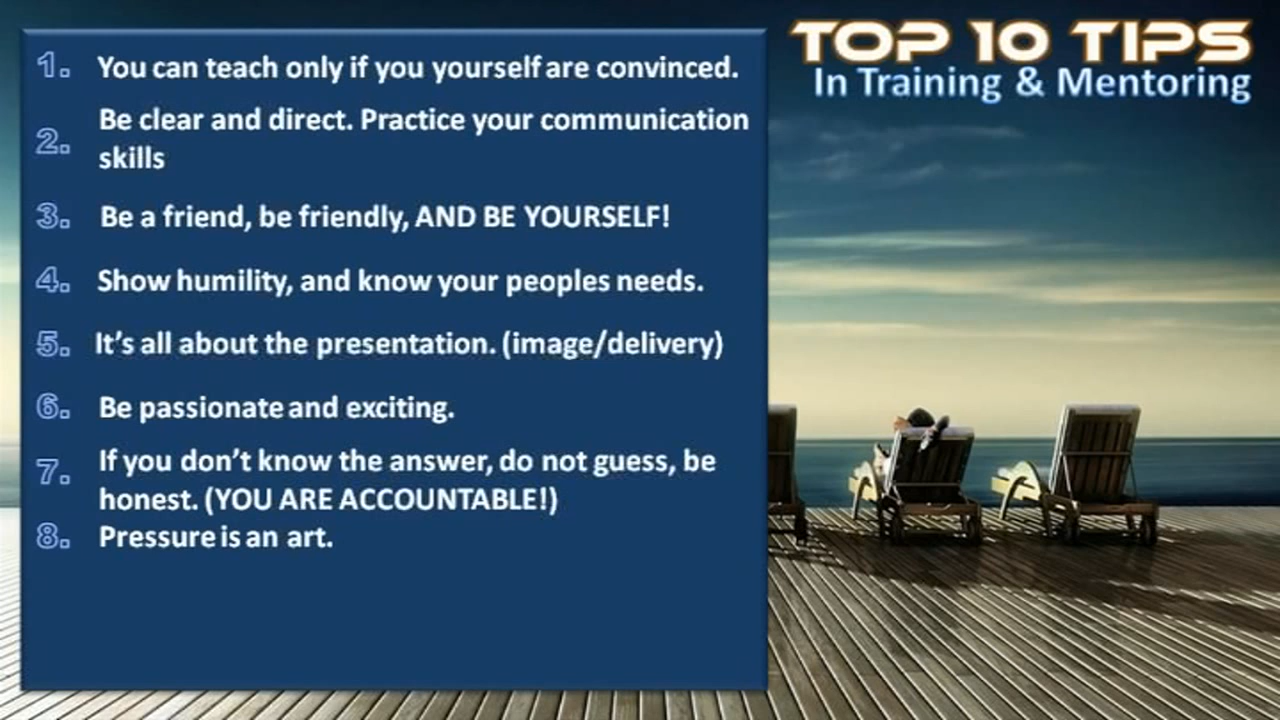 TOP 10 TIPS
In Training & Mentoring
1. You can teach only if you yourself are convinced.
2. Be clear and direct. Practice your communication
skills
3. Be a friend, be friendly, AND BE YOURSELF!
4. Show humility, and know your peoples needs.
5. It's all about the presentation. (image/delivery)
6. Be passionate and exciting.
7. If you don't know the answer, do not guess, be
honest. (YOU ARE ACCOUNTABLE!)
8. Pressure is an art.